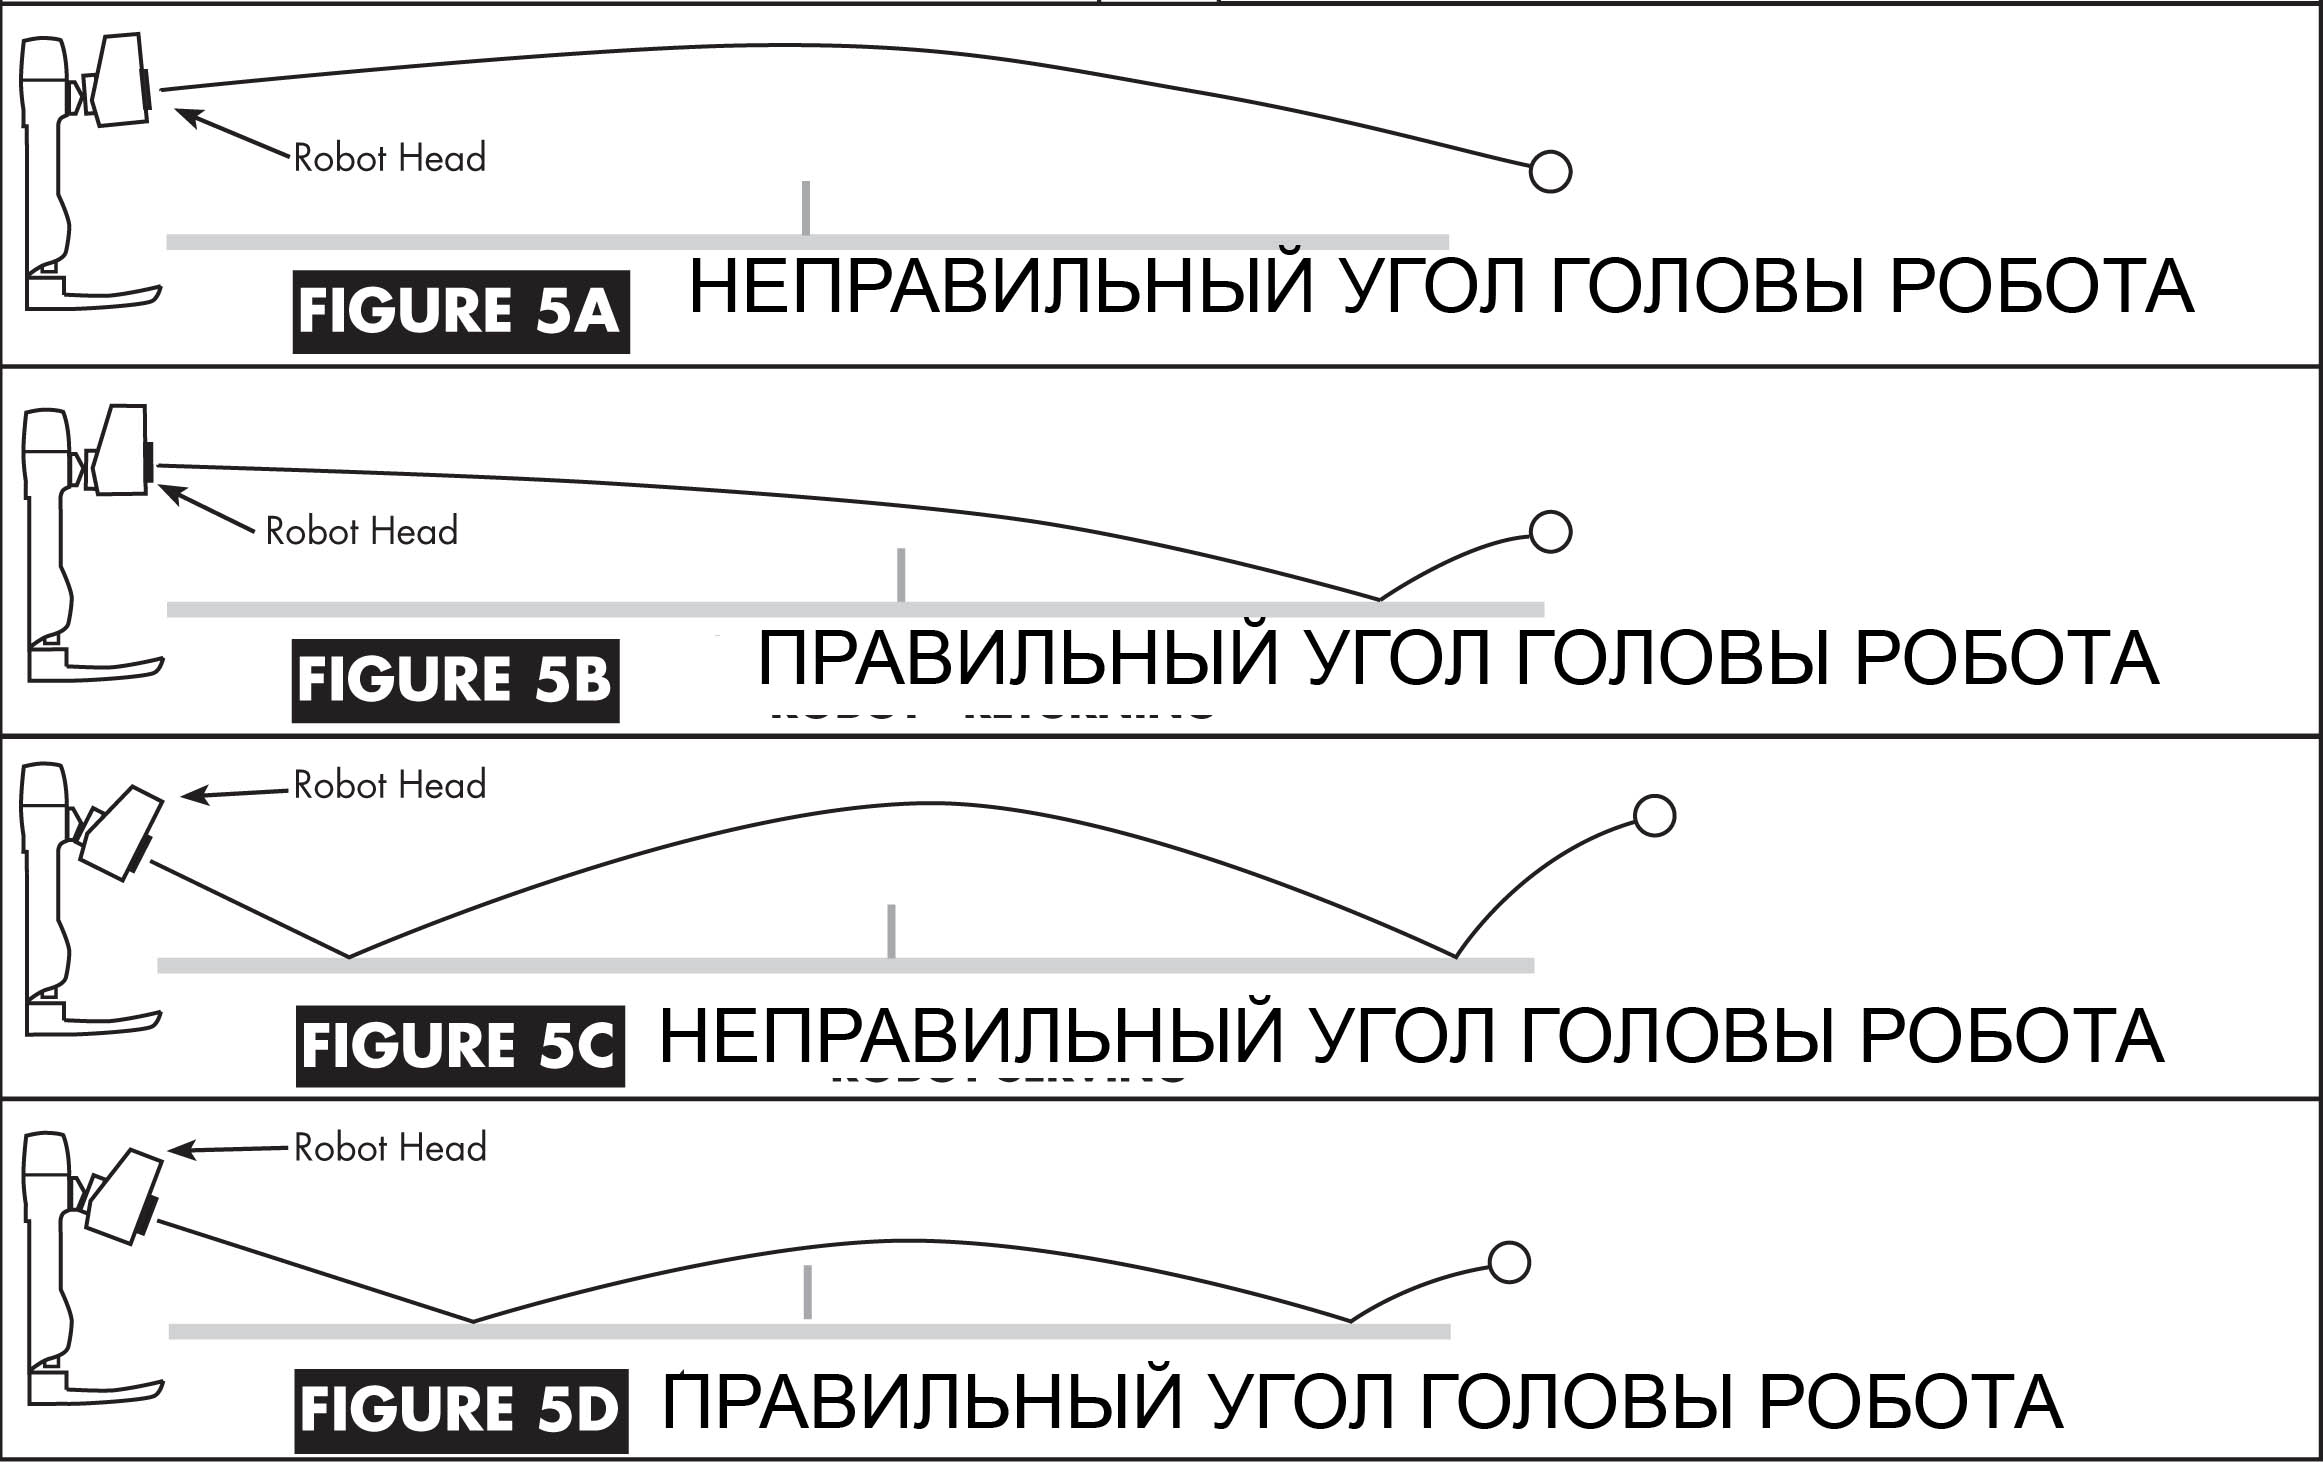 Robot Head
FIGURE 5A НЕПРАВИЛЬНЫЙ УГОЛ ГОЛОВЫ РОБОТА
Robot Head
FIGURE 5B ПРАВИЛЬНЫЙ УГОЛ ГОЛОВЫ РОБОТА
Robot Head
FIGURE 5C НЕПРАВИЛЬНЫЙ УГОЛ ГОЛОВЫ РОБОТА
Robot Head
FIGURE 5D ПРАВИЛЬНЫЙ УГОЛ ГОЛОВЫ РОБОТА